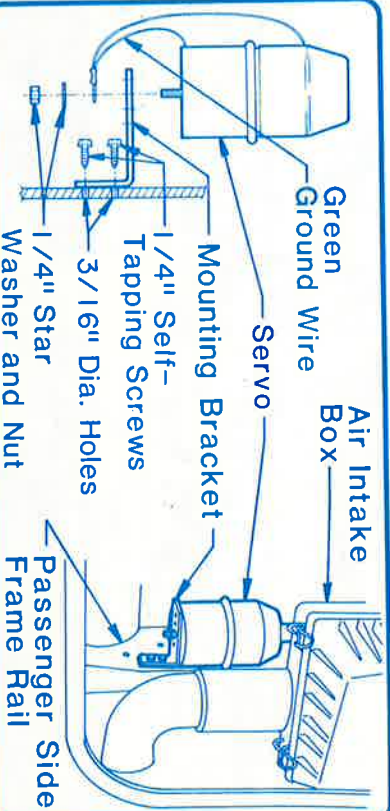 Green
Ground Wire
Servo
Mounting Bracket
1/4" Self-
Tapping Screws
3/16" Dia. Holes
1/4" Star
Washer and Nut
Air Intake
Box
Passenger Side
Frame Rail